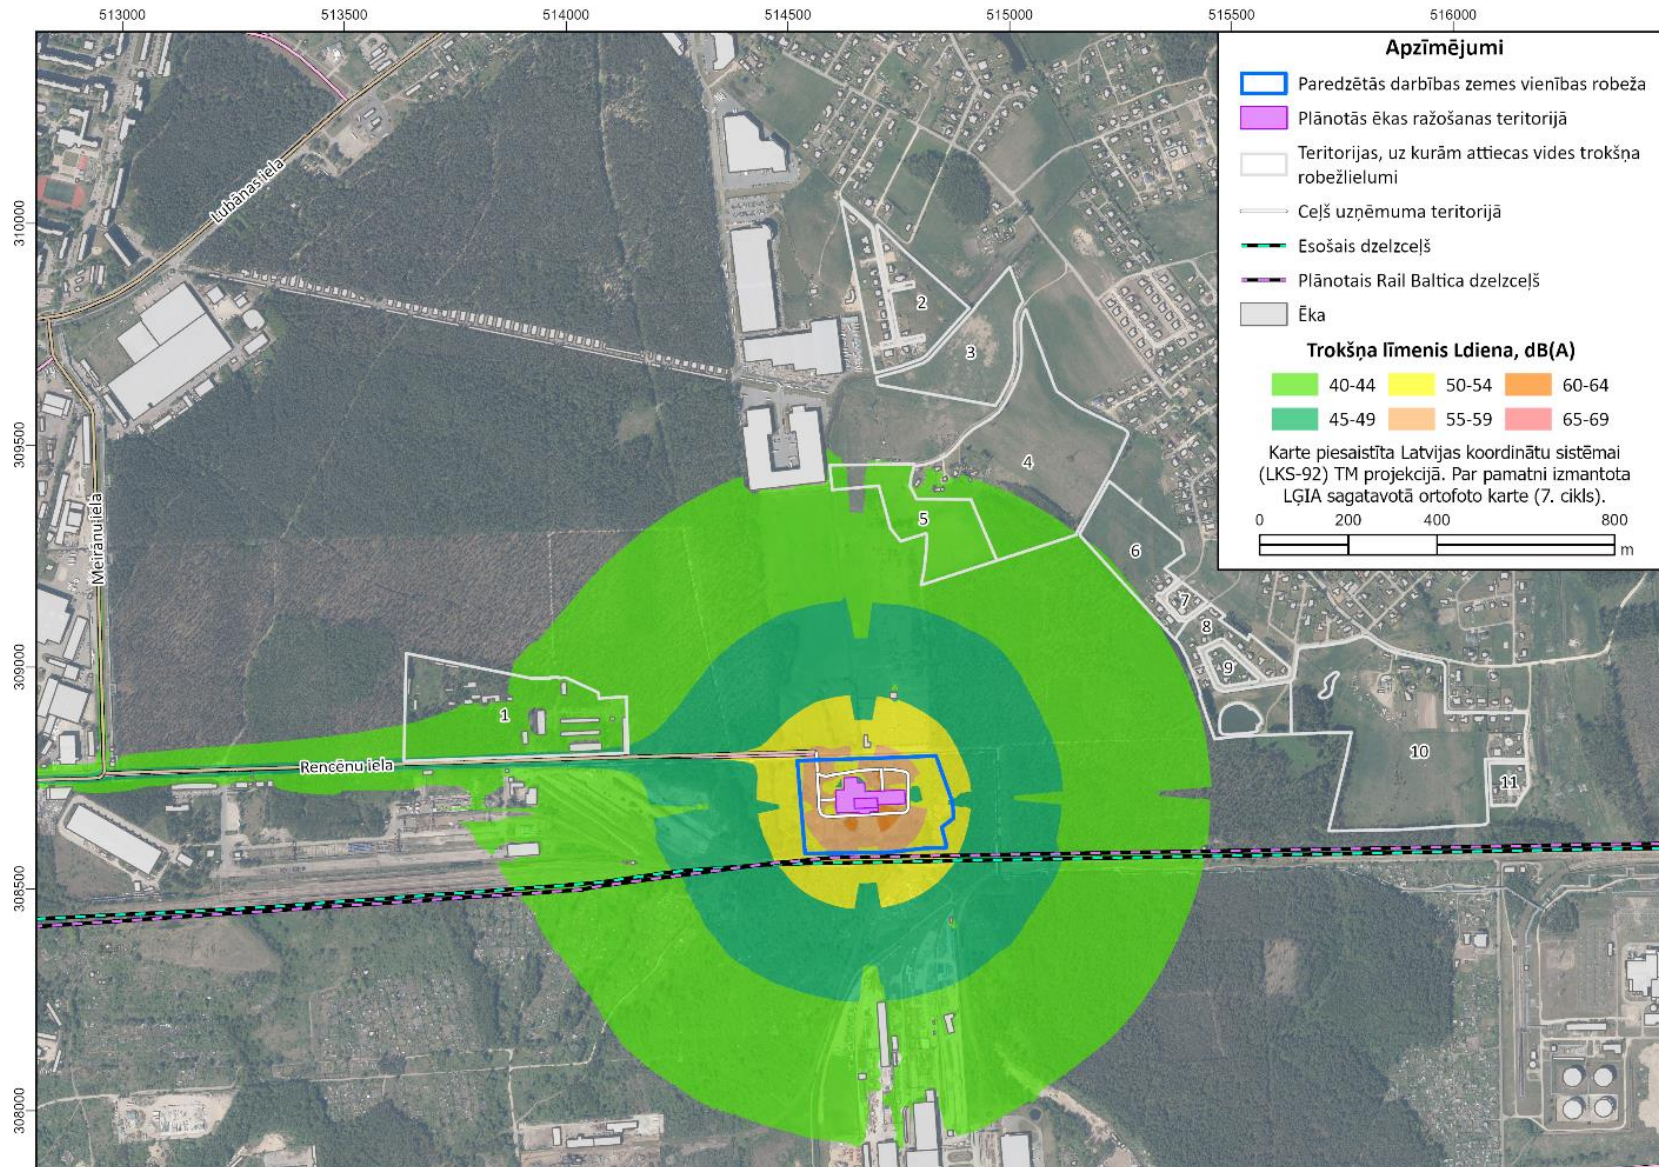 513000 513500 514000 514500 515000 515500 516000
Apzīmējumi
Paredzētās darbības zemes vienības robeža
Plānotās ēkas ražošanas teritorijā
Teritorijas, uz kurām attiecas vides trokšņa
robežlielumi
Ceļš uzņēmuma teritorijā
Esošais dzelzceļš
Plānotais Rail Baltica dzelzceļš
Ēka
Trokšņa līmenis Ldiena, dB(A)
40-44 50-54 60-64
45-49 55-59 65-69
Karte piesaistīta Latvijas koordinātu sistēmai
(LKS-92) TM projekcijā. Par pamatni izmantota
LĢIA sagatavotā ortofoto karte (7. cikls).
0 200 400 800
m
310000
309500
309000
308500
308000
Lubānas iela
Meirānu iela
Rencēnu iela
1
2
3
4
5
6
7
8
9
10
11